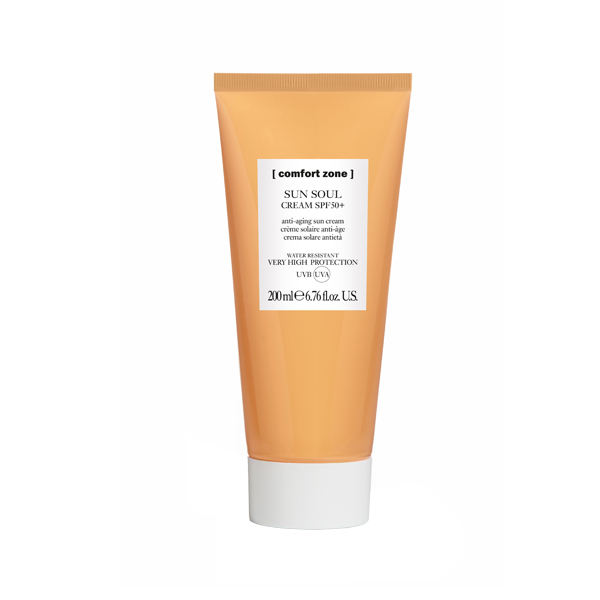 [ comfort zone ]
SUN SOUL
CREAM SPF50+
anti-aging sun cream
crème solaire anti-âge
crema solare antietà
WATER RESISTANT
VERY HIGH PROTECTION
UVB UVA
200 ml ℮ 6.76 fl.oz. U.S.